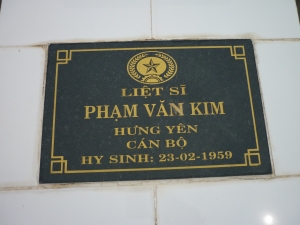 LIỆT SĨ
PHẠM VĂN KIM
HƯNG YÊN
CÁN BỘ
HY SINH: 23-02-1959